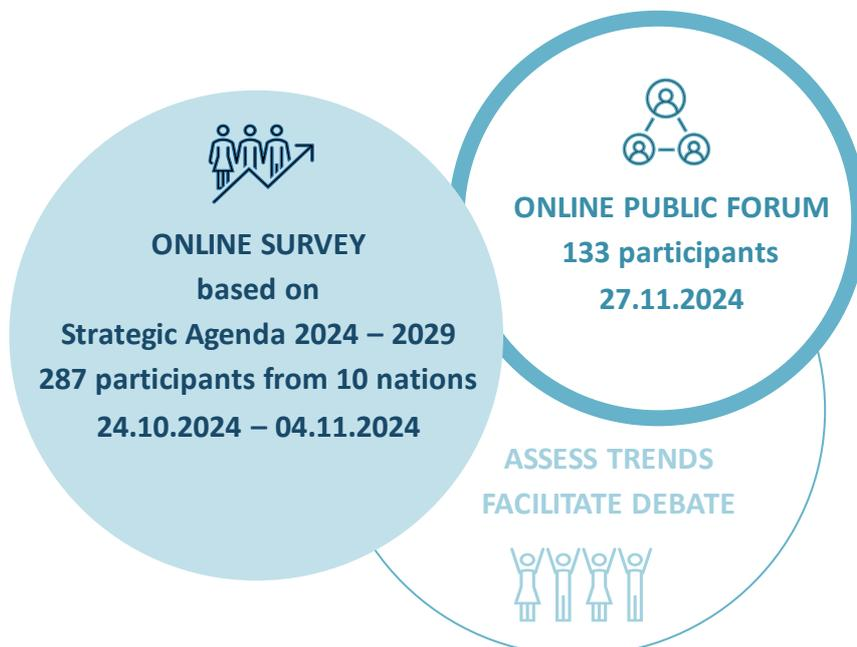 ONLINE SURVEY
based on
Strategic Agenda 2024 – 2029
287 participants from 10 nations
24.10.2024 – 04.11.2024
ONLINE PUBLIC FORUM
133 participants
27.11.2024
ASSESS TRENDS
FACILITATE DEBATE